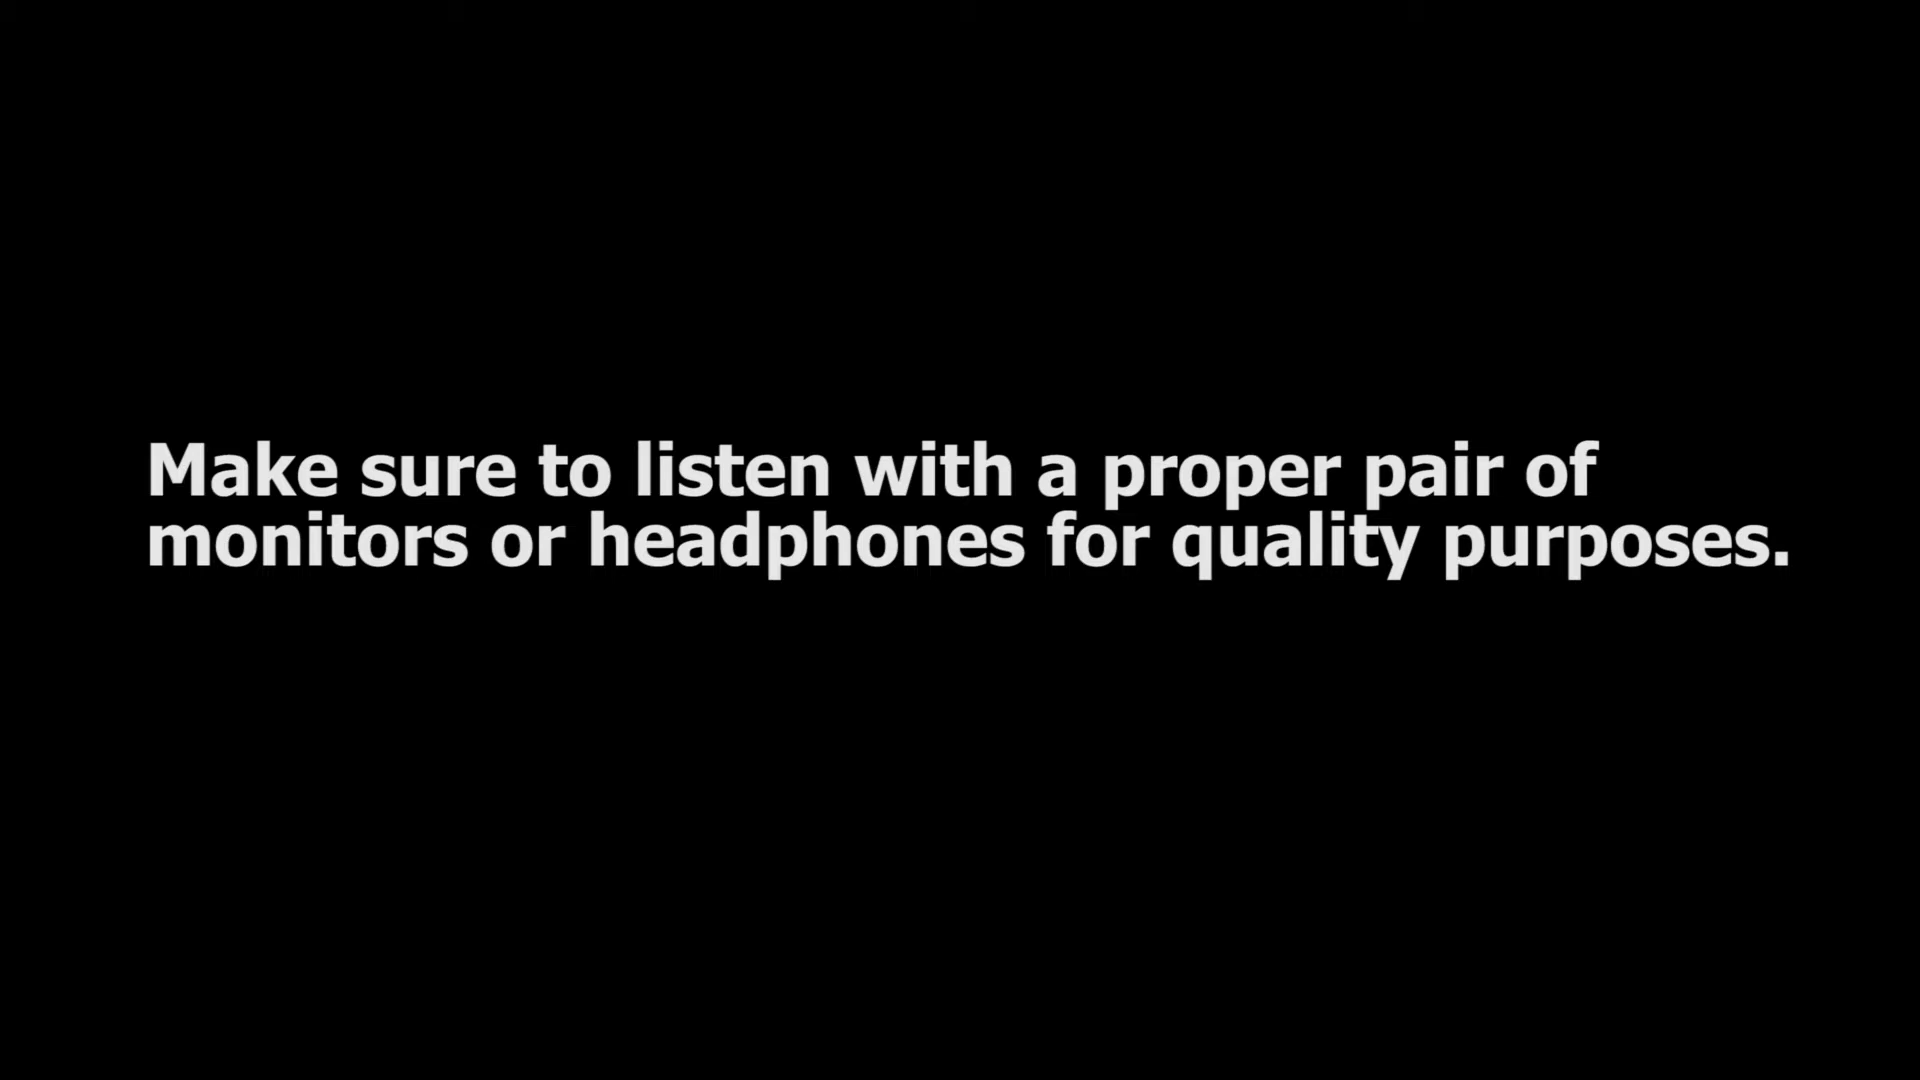 Make sure to listen with a proper pair of
monitors or headphones for quality purposes.